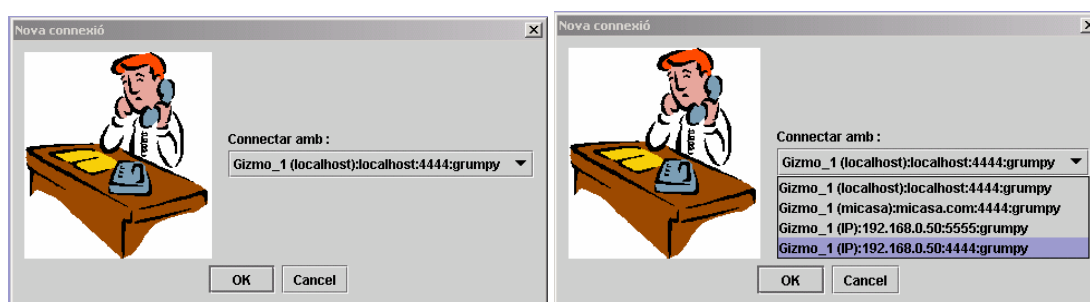 Nova connexió
Connectar amb :
Gizmo_1 (localhost):localhost:4444:grumpy
OK
Cancel
Nova connexió
Connectar amb :
Gizmo_1 (localhost):localhost:4444:grumpy
Gizmo_1 (localhost):localhost:4444:grumpy
Gizmo_1 (micasa):micasa.com:4444:grumpy
Gizmo_1 (IP):192.168.0.50:5555:grumpy
Gizmo_1 (IP):192.168.0.50:4444:grumpy
OK
Cancel